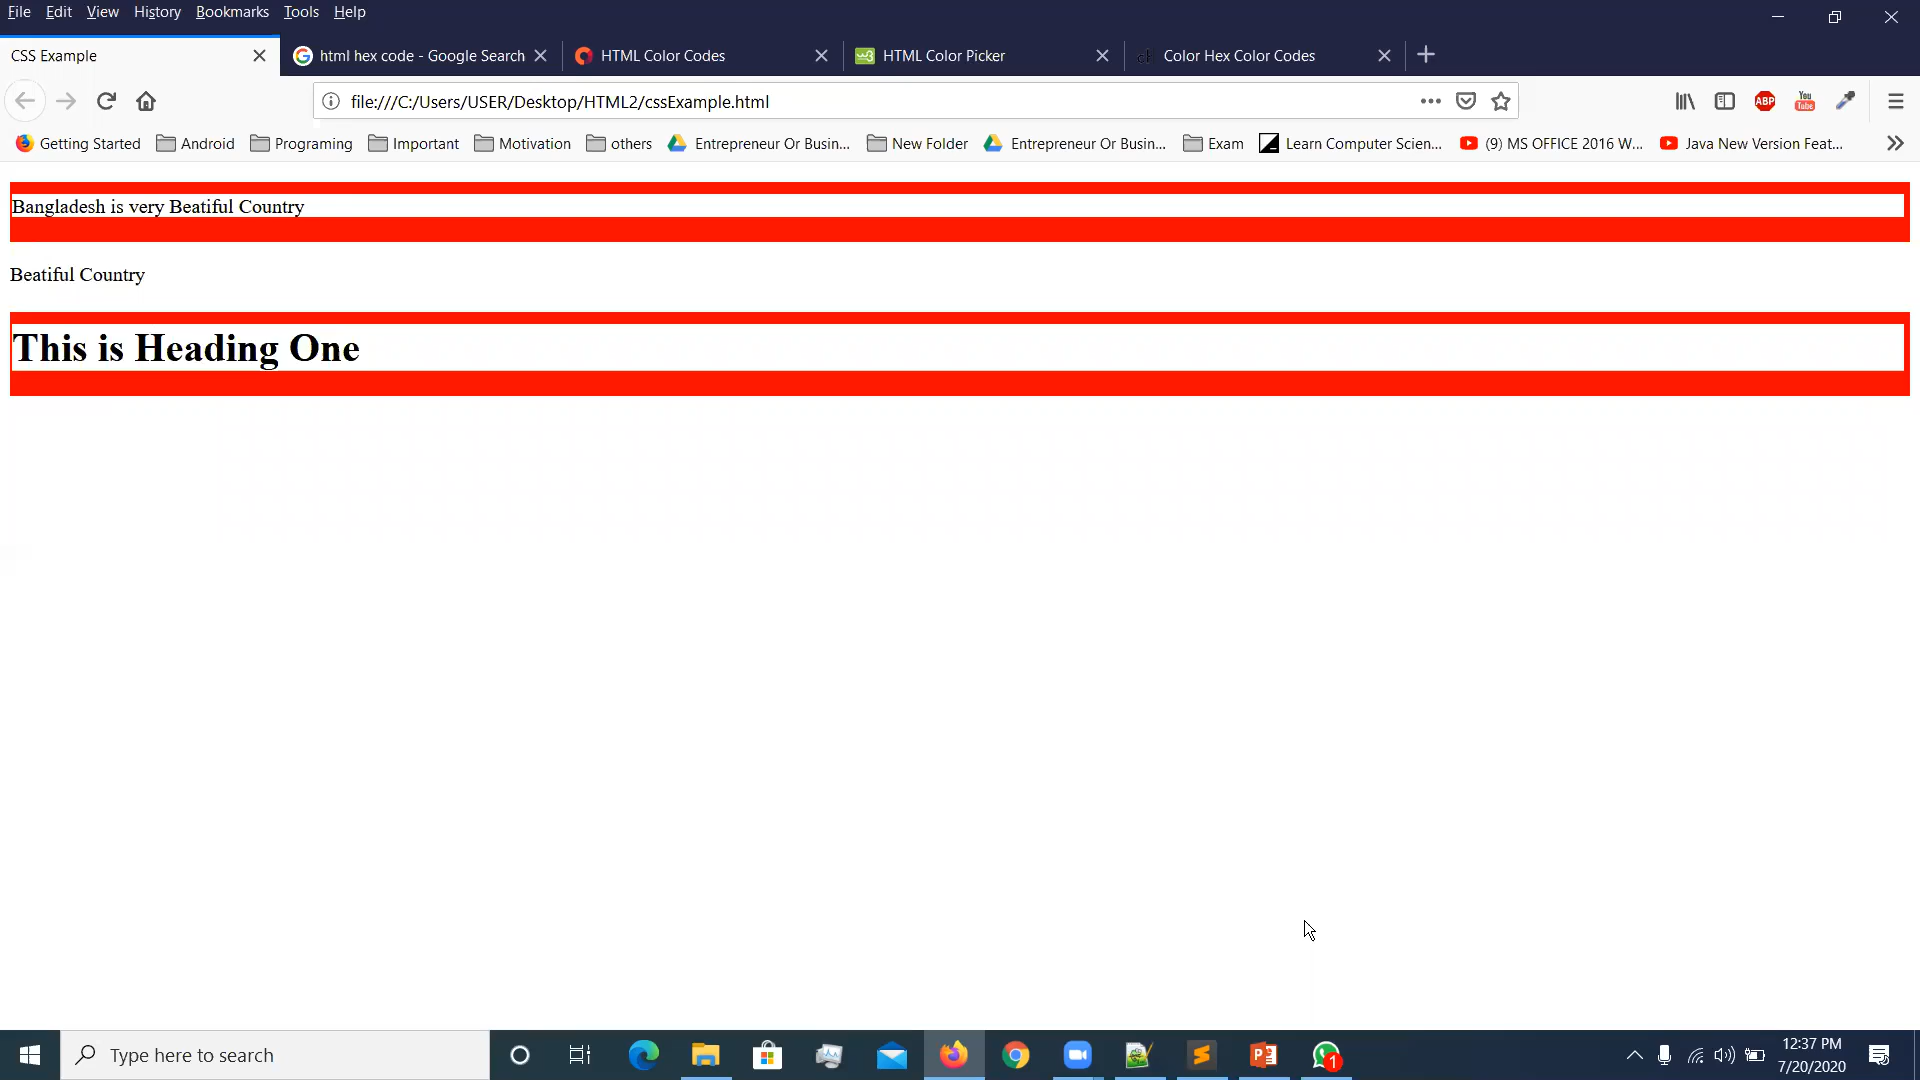 File Edit View History Bookmarks Tools Help
CSS Example html hex code - Google Search HTML Color Codes HTML Color Picker Color Hex Color Codes
file:///C:/Users/USER/Desktop/HTML2/cssExample.html
ABP
You Tube
Getting Started Android Programing Important Motivation others Entrepreneur Or Busin... New Folder Entrepreneur Or Busin... Exam Learn Computer Scien... (9) MS OFFICE 2016 W... Java New Version Feat...
Bangladesh is very Beatiful Country
Beatiful Country
This is Heading One
Type here to search
1
12:37 PM
7/20/2020